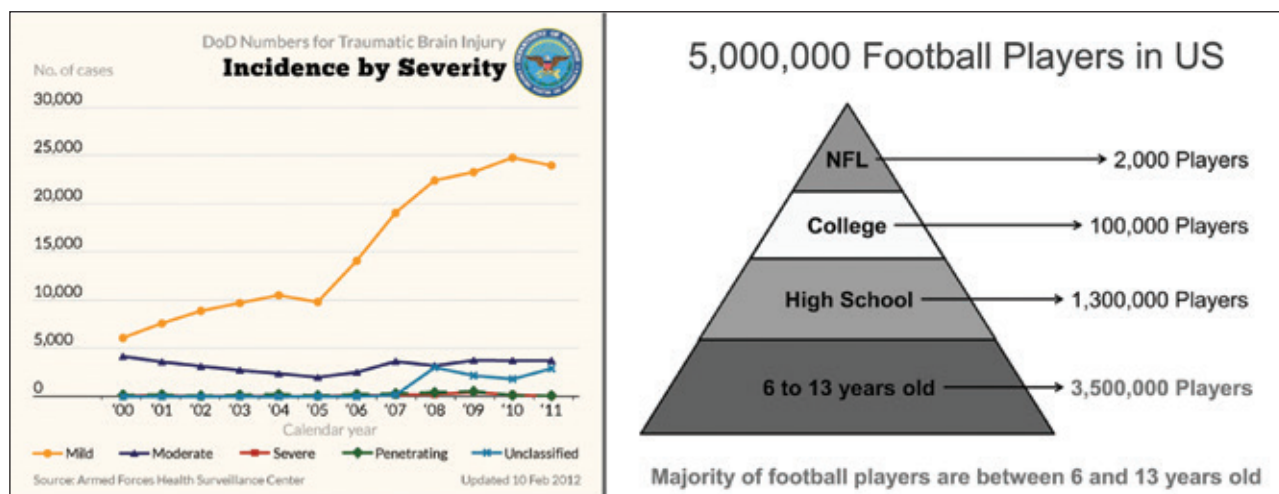 DoD Numbers for Traumatic Brain Injury
Incidence by Severity
No. of cases
30,000
25,000
20,000
15,000
10,000
5,000
0
'00 '01 '02 '03 '04 '05 '06 '07 '08 '09 '10 '11
Calendar year
Mild Moderate Severe Penetrating Unclassified
Source: Armed Forces Health Surveillance Center Updated 10 Feb 2012
5,000,000 Football Players in US
NFL 2,000 Players
College 100,000 Players
High School 1,300,000 Players
6 to 13 years old 3,500,000 Players
Majority of football players are between 6 and 13 years old